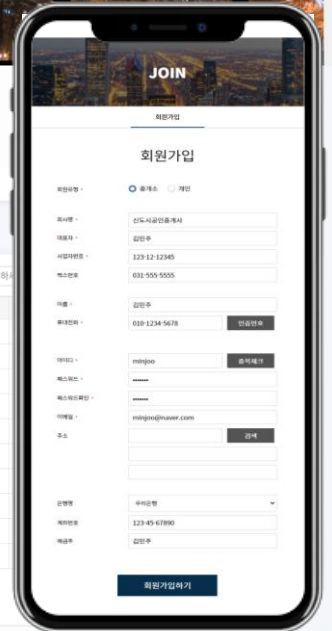 JOIN
회원가입
회원가입
회원유형 * 중개소 개인
회사명 * 신도시공인중개사
대표자 * 김민주
사업자번호 * 123-12-12345
팩스번호 031-555-5555
이름 * 김민주
휴대전화 * 010-1234-5678 인증번호
아이디 * minjoo 중복체크
패스워드 * •••••••
패스워드확인 * •••••••
이메일 * minjoo@naver.com
주소 검색
은행명 우리은행
계좌번호 123-45-67890
예금주 김민주
회원가입하기